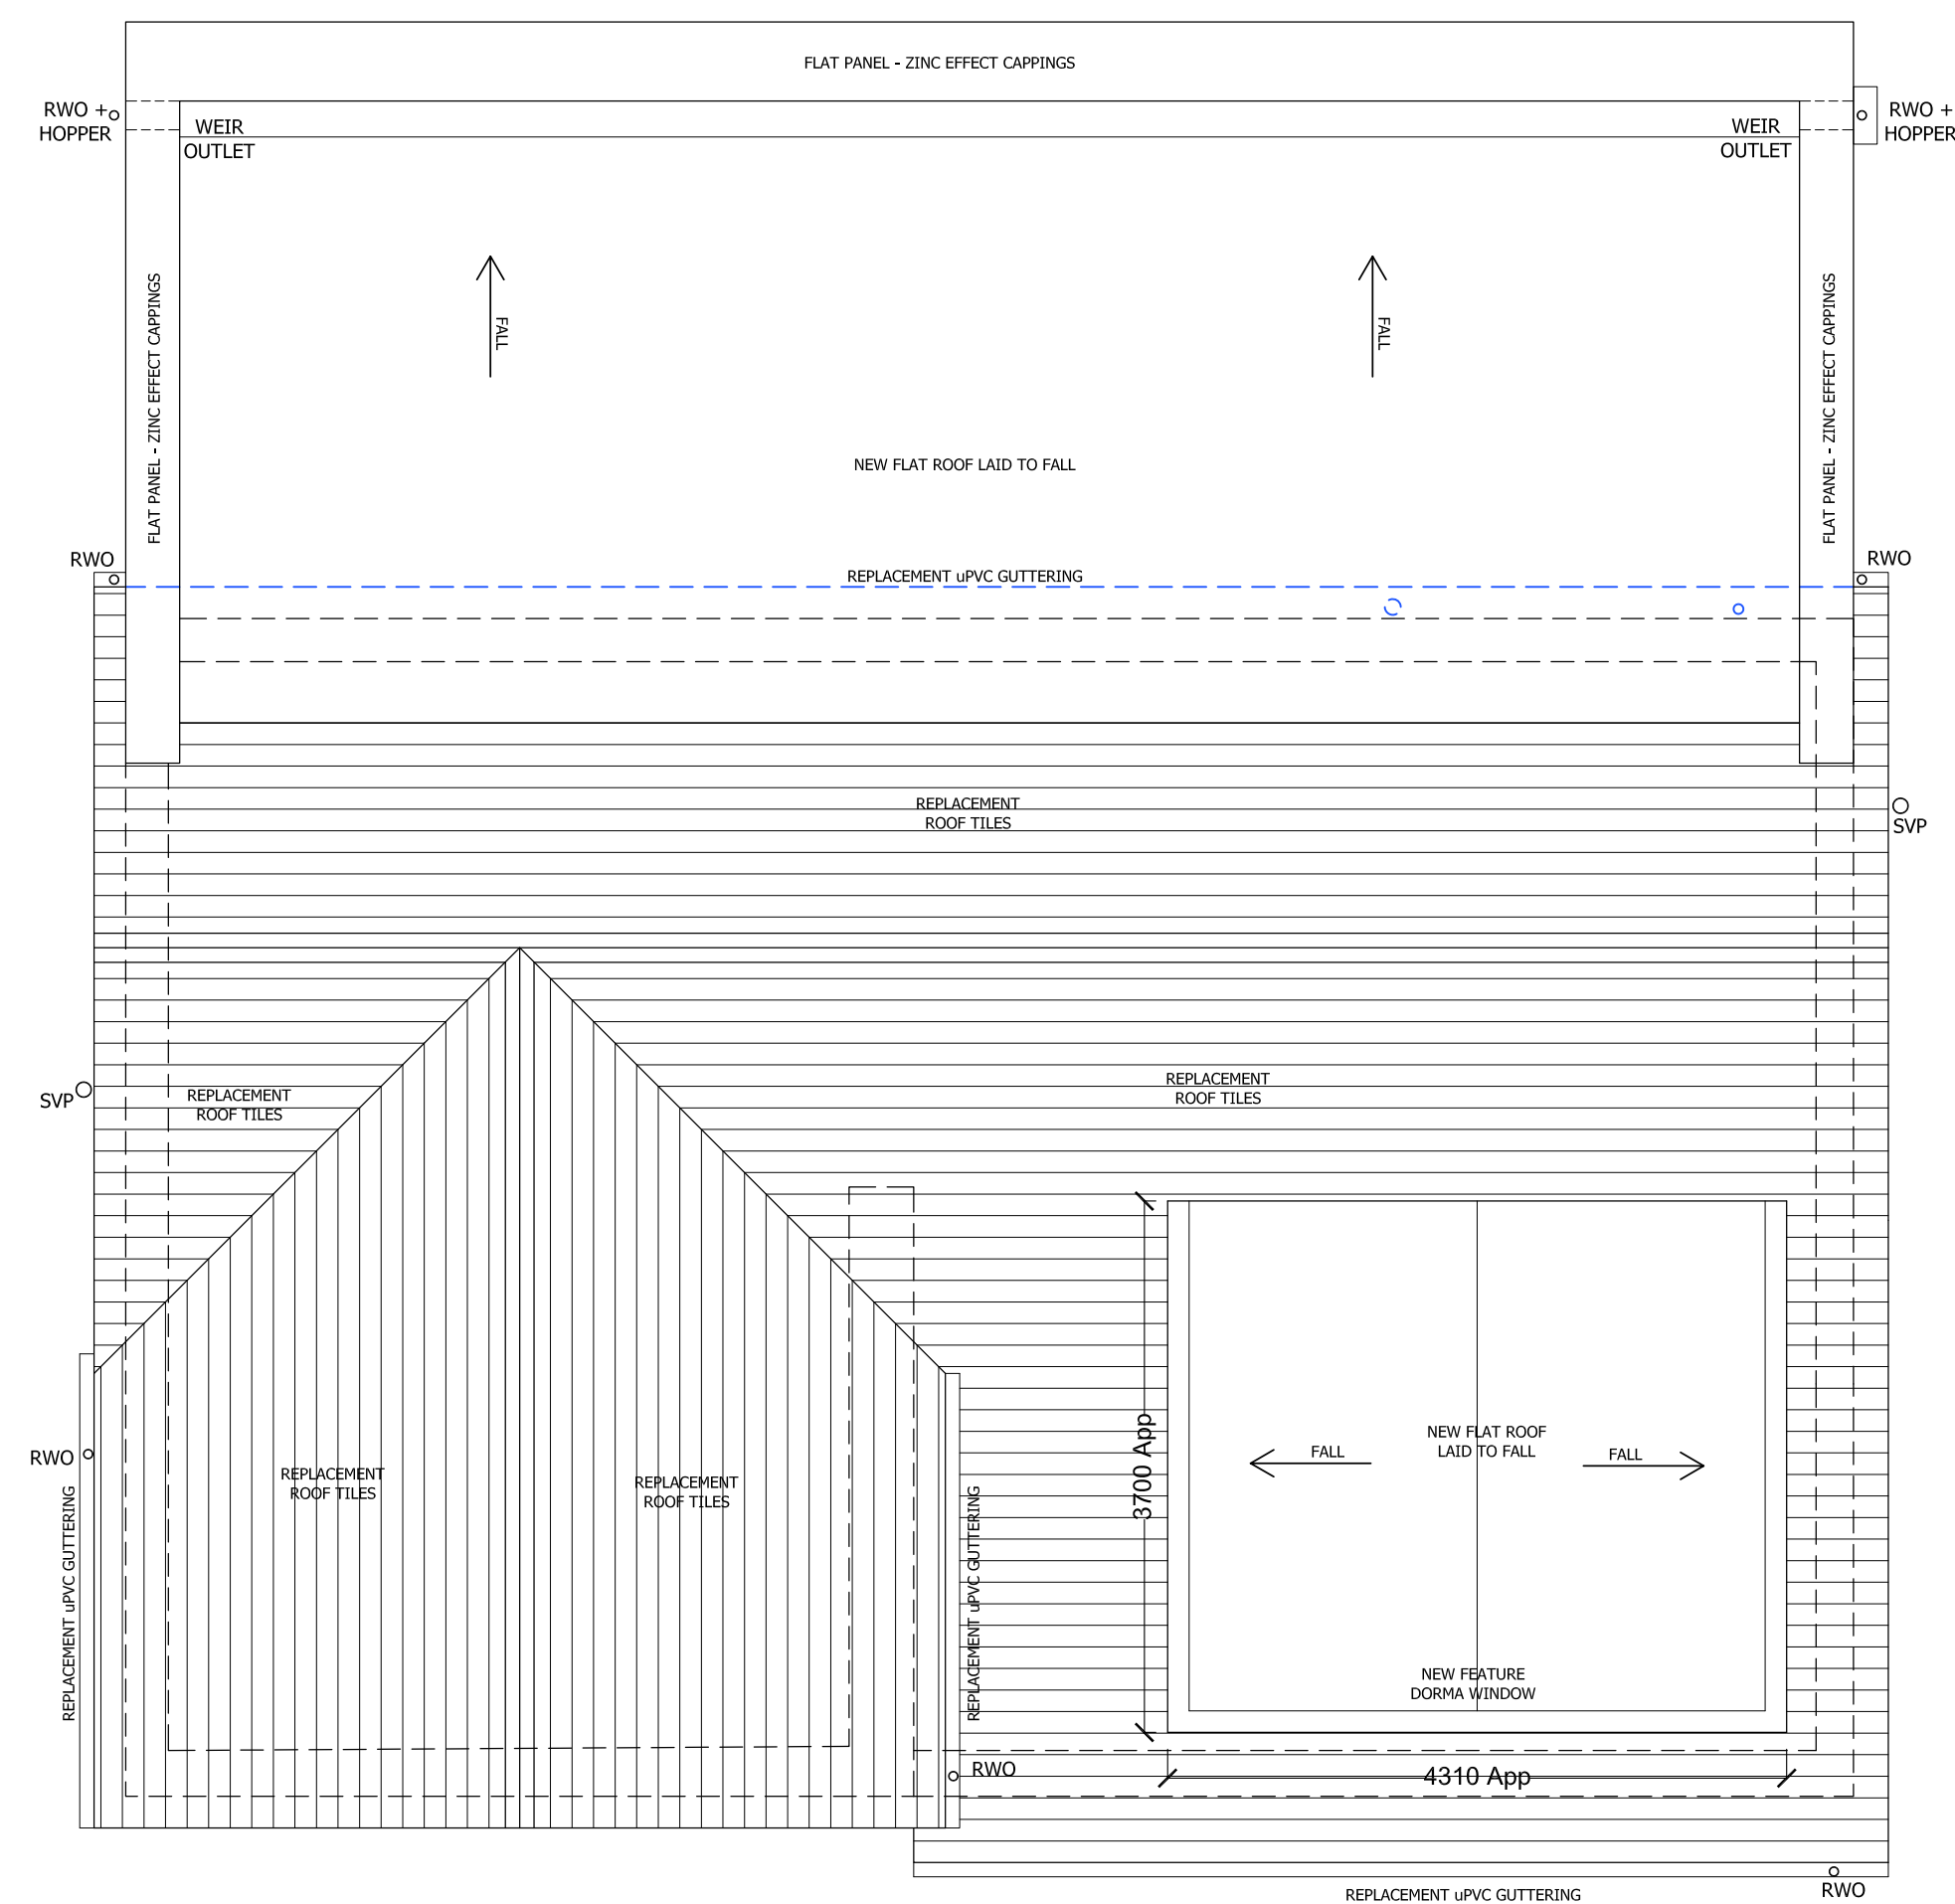 FLAT PANEL - ZINC EFFECT CAPPINGS
RWO +
HOPPER
WEIR
OUTLET
WEIR
OUTLET
RWO +
HOPPER
FLAT PANEL - ZINC EFFECT CAPPINGS
FALL
FALL
FLAT PANEL - ZINC EFFECT CAPPINGS
NEW FLAT ROOF LAID TO FALL
RWO
REPLACEMENT uPVC GUTTERING
RWO
REPLACEMENT
ROOF TILES
SVP
SVP
REPLACEMENT
ROOF TILES
REPLACEMENT
ROOF TILES
RWO
REPLACEMENT uPVC GUTTERING
REPLACEMENT
ROOF TILES
REPLACEMENT
ROOF TILES
REPLACEMENT uPVC GUTTERING
3700 App
FALL
NEW FLAT ROOF
LAID TO FALL
FALL
NEW FEATURE
DORMA WINDOW
RWO
4310 App
RWO
REPLACEMENT uPVC GUTTERING